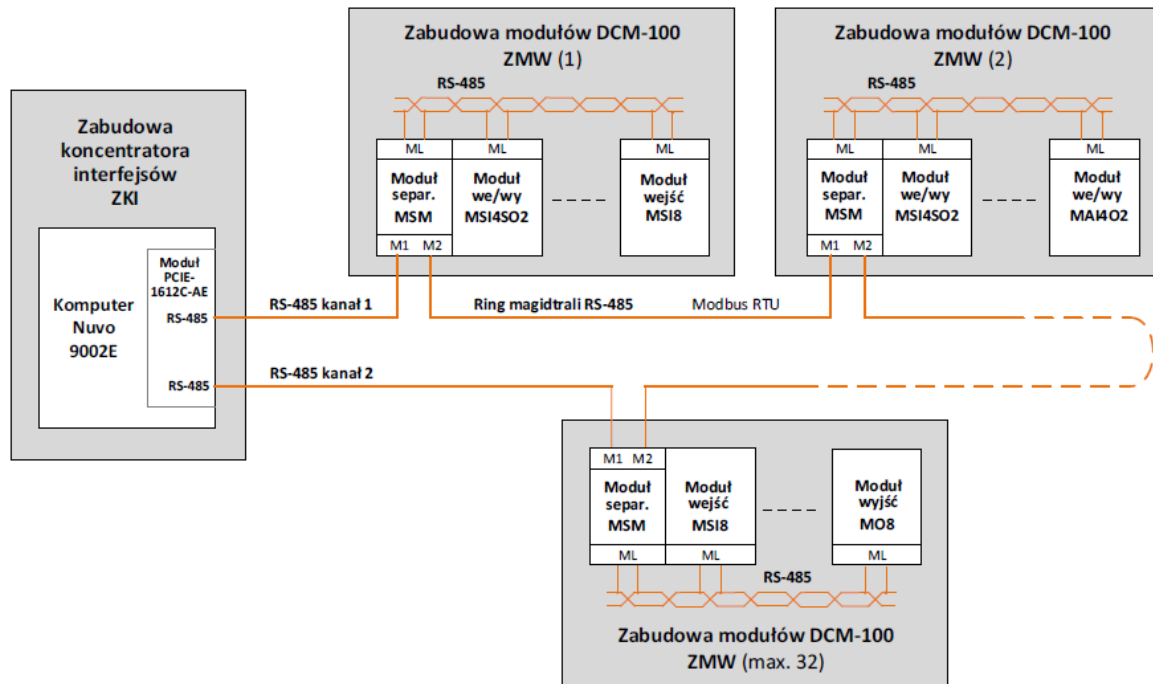 Zabudowa
koncentratora
interfejsów
ZKI
Komputer
Nuvo
9002E
Moduł
PCIE-
1612C-AE
RS-485
RS-485
Zabudowa modułów DCM-100
ZMW (1)
RS-485
ML
ML
ML
Moduł
separ.
MSM
Moduł
we/wy
MSI4SO2
Moduł
wejść
MSI8
M1 M2
Zabudowa modułów DCM-100
ZMW (2)
RS-485
ML
ML
ML
Moduł
separ.
MSM
Moduł
we/wy
MSI4SO2
Moduł
we/wy
MAI4O2
M1 M2
RS-485 kanał 1
Ring magidtrali RS-485
Modbus RTU
RS-485 kanał 2
M1 M2
Moduł
separ.
MSM
Moduł
wejść
MSI8
Moduł
wyjść
MO8
ML
ML
ML
RS-485
Zabudowa modułów DCM-100
ZMW (max. 32)